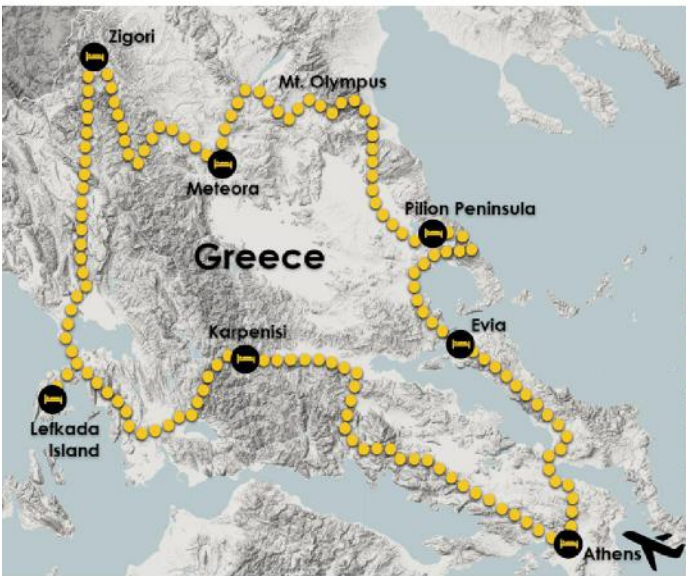 Zigori
Mt. Olympus
Meteora
Pilion Peninsula
Greece
Karpenisi
Evia
Lefkada
Island
Athens